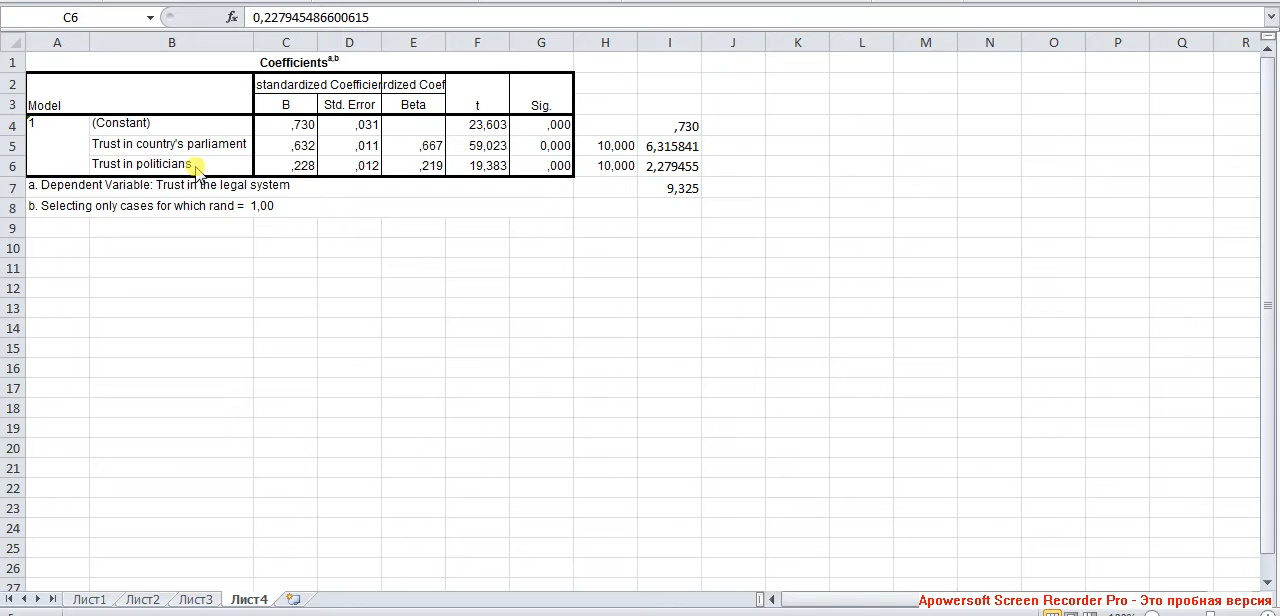 C6 fx 0,227945486600615
A B C D E F G H I J K L M N O P Q R
1 Coefficientsa,b
2 standardized Coefficien rdized Coef
3 Model B Std. Error Beta t Sig.
4 1 (Constant) ,730 ,031 23,603 ,000 ,730
5 Trust in country's parliament ,632 ,011 ,667 59,023 0,000 10,000 6,315841
6 Trust in politicians ,228 ,012 ,219 19,383 ,000 10,000 2,279455
7 a. Dependent Variable: Trust in the legal system 9,325
8 b. Selecting only cases for which rand = 1,00
9
10
11
12
13
14
15
16
17
18
19
20
21
22
23
24
25
26
27
Лист1 Лист2 Лист3 Лист4
Apowersoft Screen Recorder Pro - Это пробная версия